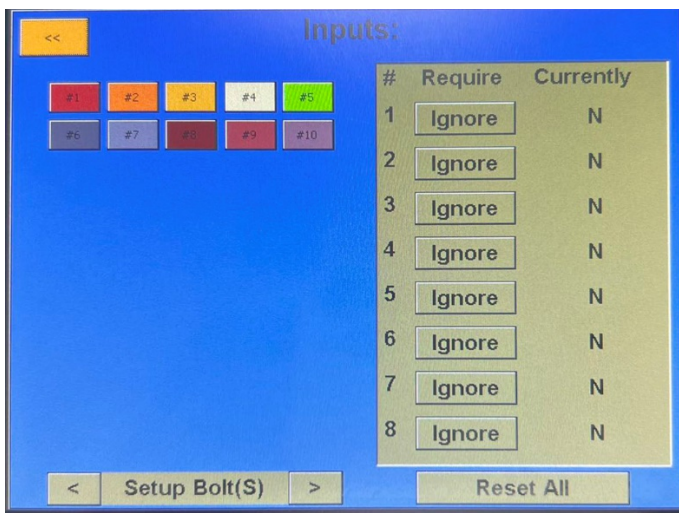 << Inputs:
#1 #2 #3 #4 #5
#6 #7 #8 #9 #10
# Require Currently
1 Ignore N
2 Ignore N
3 Ignore N
4 Ignore N
5 Ignore N
6 Ignore N
7 Ignore N
8 Ignore N
< Setup Bolt(S) > Reset All